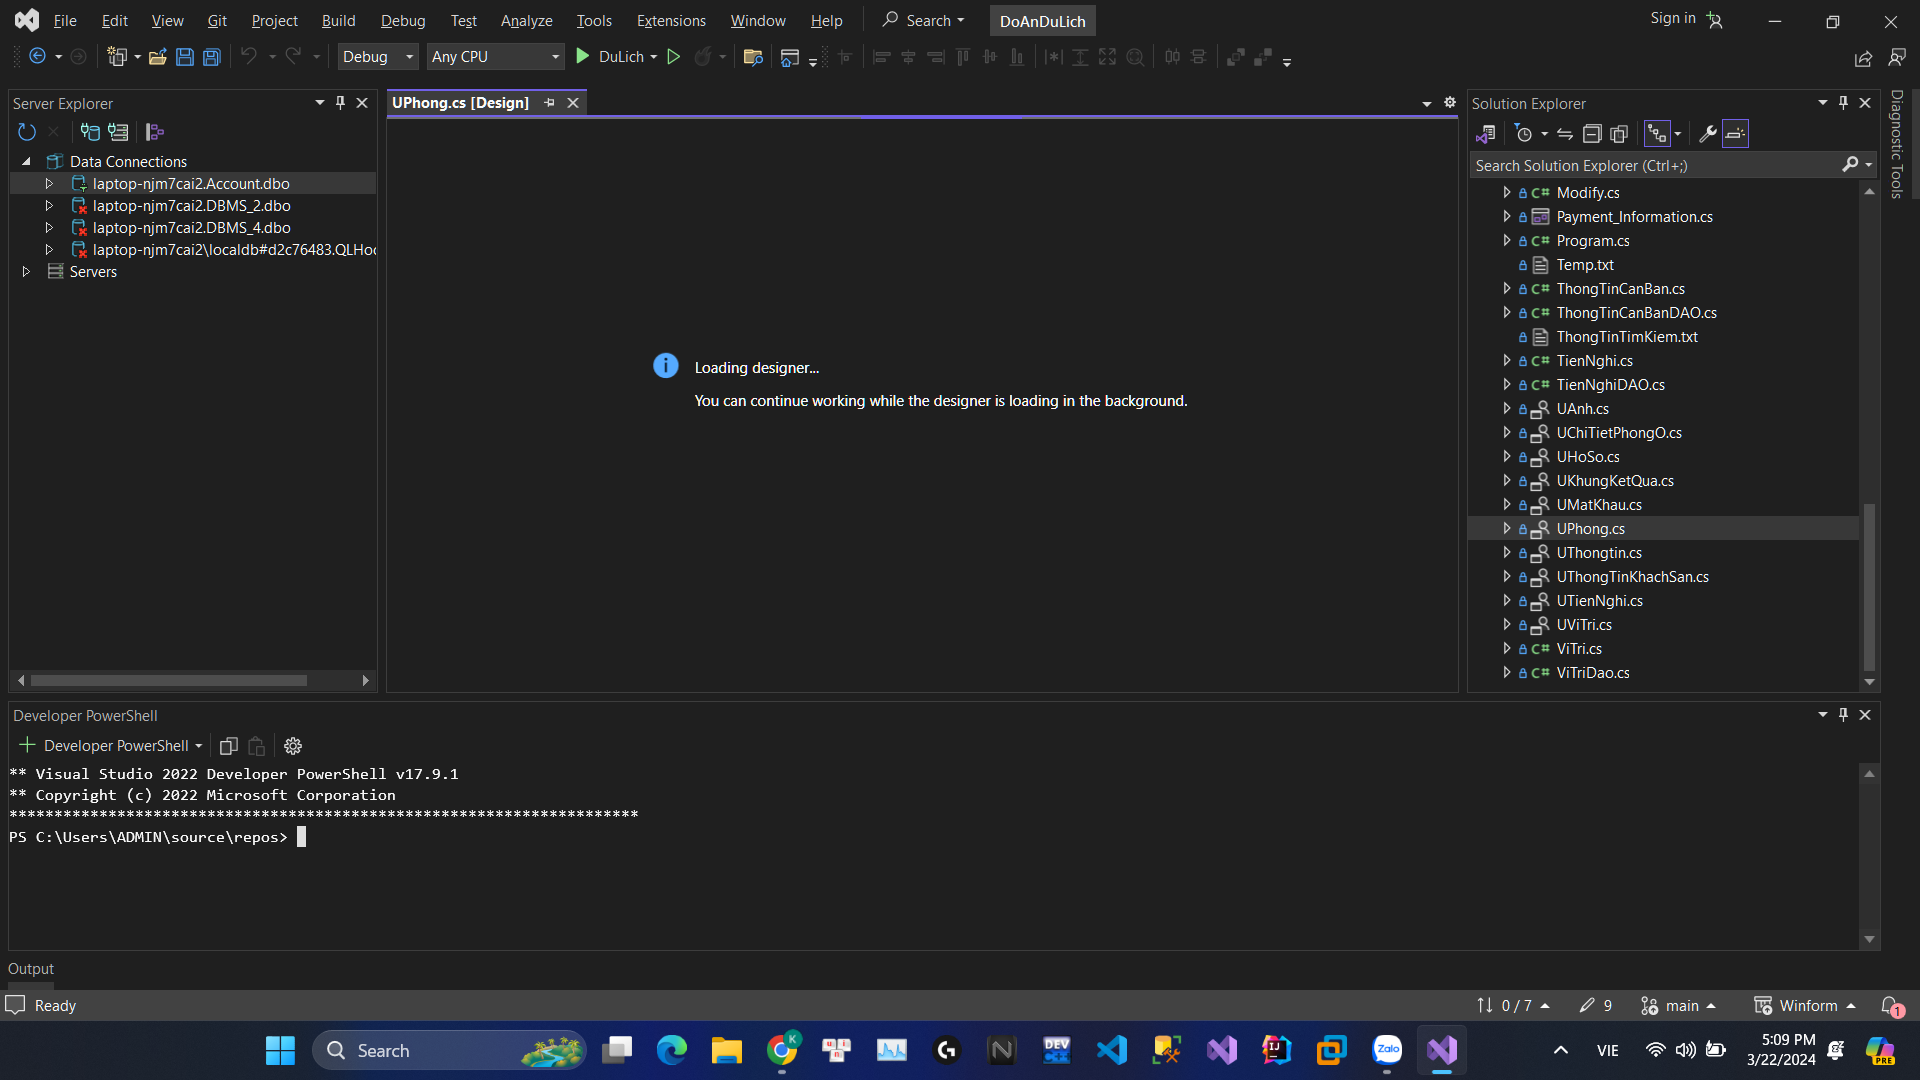 File Edit View Git Project Build Debug Test Analyze Tools Extensions Window Help Search DoAnDuLich Sign in
Debug Any CPU DuLich
Server Explorer
Data Connections
laptop-njm7cai2.Account.dbo
laptop-njm7cai2.DBMS_2.dbo
laptop-njm7cai2.DBMS_4.dbo
laptop-njm7cai2\localdb#d2c76483.QLHoc
Servers
UPhong.cs [Design]
Loading designer...
You can continue working while the designer is loading in the background.
Solution Explorer
Search Solution Explorer (Ctrl+;)
C# Modify.cs
Payment_Information.cs
C# Program.cs
Temp.txt
C# ThongTinCanBan.cs
C# ThongTinCanBanDAO.cs
ThongTinTimKiem.txt
C# TienNghi.cs
C# TienNghiDAO.cs
UAnh.cs
UChiTietPhongO.cs
UHoSo.cs
UKhungKetQua.cs
UMatKhau.cs
UPhong.cs
UThongtin.cs
UThongTinKhachSan.cs
UTienNghi.cs
UViTri.cs
C# ViTri.cs
C# ViTriDao.cs
Diagnostic Tools
Developer PowerShell
Developer PowerShell
** Visual Studio 2022 Developer PowerShell v17.9.1
** Copyright (c) 2022 Microsoft Corporation
**********************************************************************
PS C:\Users\ADMIN\source\repos>
Output
Ready 0 / 7 9 main Winform 1
Search K DEV Zalo VIE 5:09 PM PRE
3/22/2024